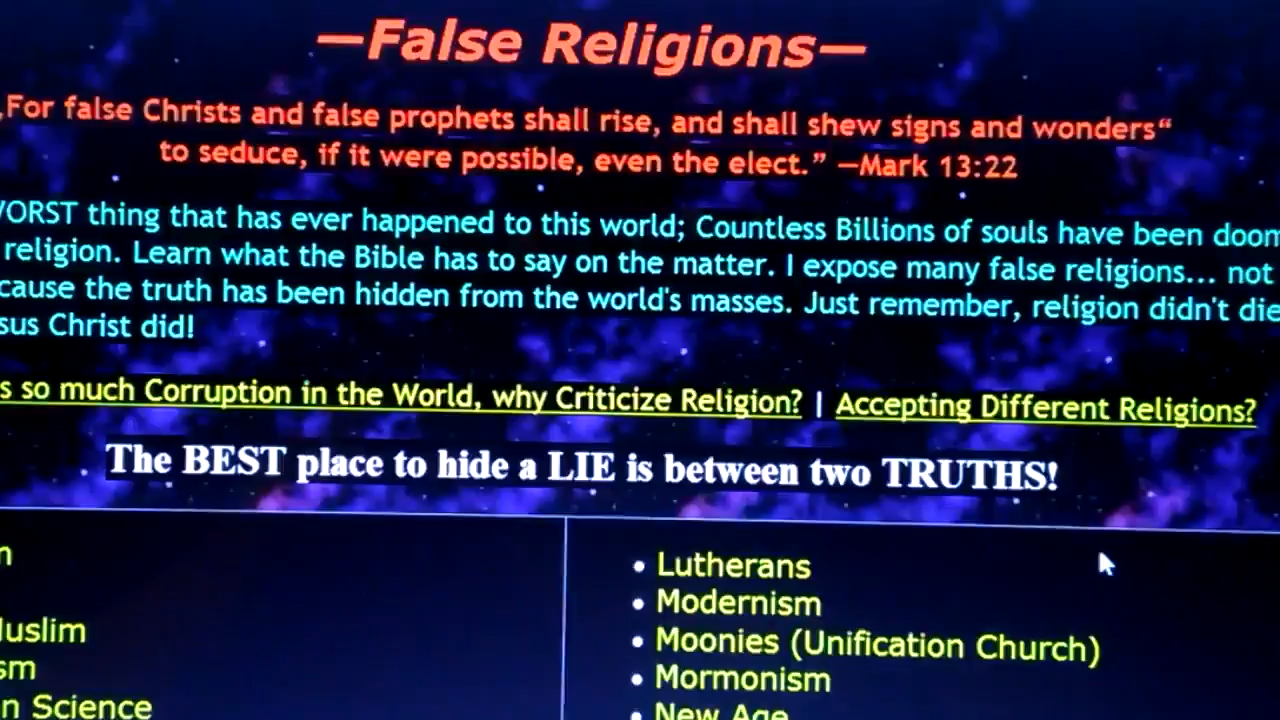 —False Religions—
„For false Christs and false prophets shall rise, and shall shew signs and wonders“
to seduce, if it were possible, even the elect.” —Mark 13:22
thing that has ever happened to this world; Countless Billions of souls have been
religion. Learn what the Bible has to say on the matter. I expose many false religions... not
the truth has been hidden from the world's masses. Just remember, religion didn't die
Christ did!
so much Corruption in the World, why Criticize Religion? | Accepting Different Religions?
The BEST place to hide a LIE is between two TRUTHS!
• Lutherans
• Modernism
• Moonies (Unification Church)
• Mormonism
New Age
Science